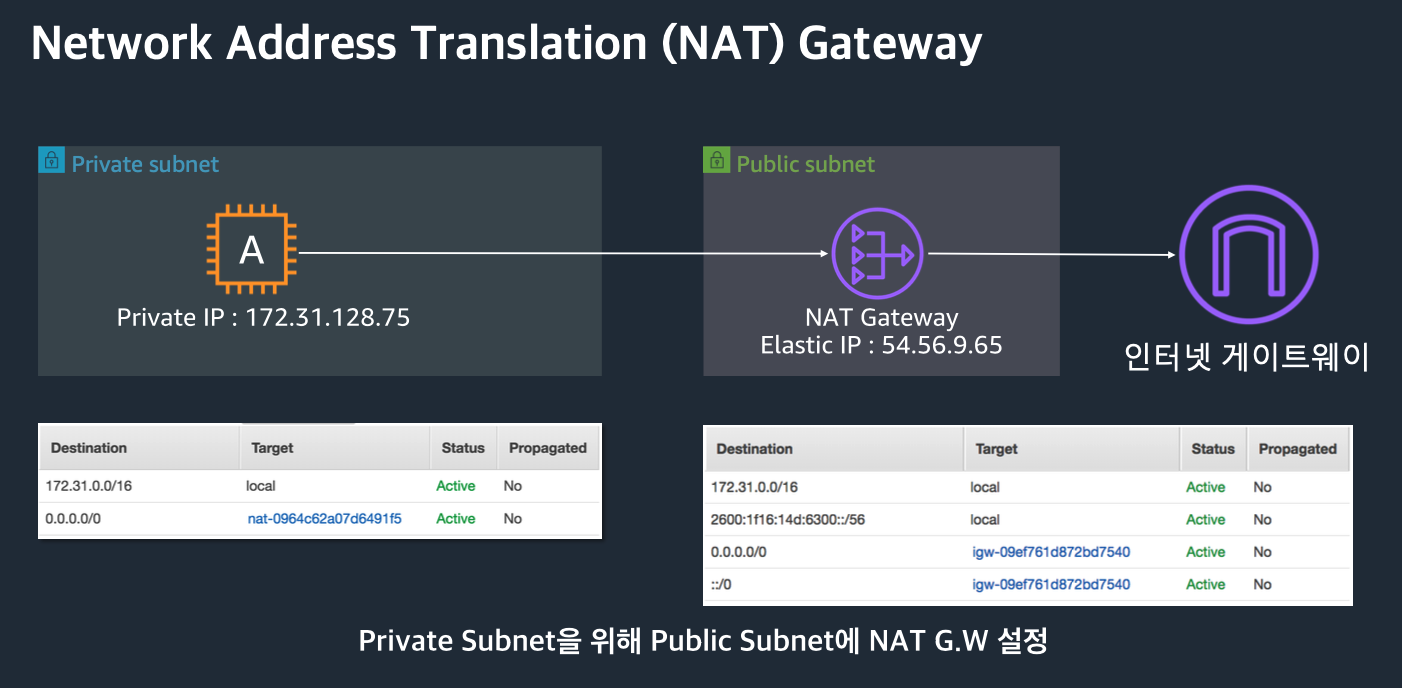 Network Address Translation (NAT) Gateway
Private subnet
A
Private IP : 172.31.128.75
Public subnet
NAT Gateway
Elastic IP : 54.56.9.65
인터넷 게이트웨이
Destination Target Status Propagated
172.31.0.0/16 local Active No
0.0.0.0/0 nat-0964c62a07d6491f5 Active No
Destination Target Status Propagated
172.31.0.0/16 local Active No
2600:1f16:14d:6300::/56 local Active No
0.0.0.0/0 igw-09ef761d872bd7540 Active No
::/0 igw-09ef761d872bd7540 Active No
Private Subnet을 위해 Public Subnet에 NAT G.W 설정